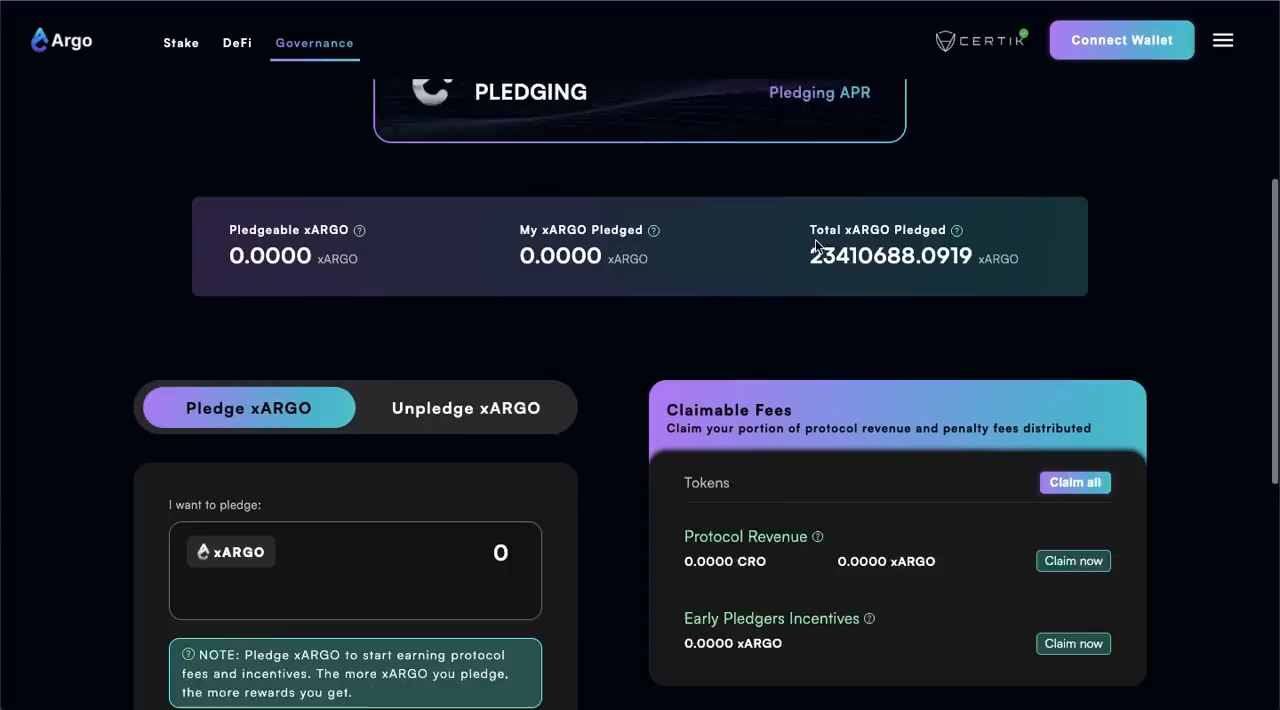 Argo
Stake DeFi Governance
CERTIK
Connect Wallet
PLEDGING
Pledging APR
Pledgeable xARGO
0.0000 xARGO
My xARGO Pledged
0.0000 xARGO
Total xARGO Pledged
23410688.0919 xARGO
Pledge xARGO
Unpledge xARGO
I want to pledge:
xARGO
0
NOTE: Pledge xARGO to start earning protocol
fees and incentives. The more xARGO you pledge,
the more rewards you get.
Claimable Fees
Claim your portion of protocol revenue and penalty fees distributed
Tokens
Claim all
Protocol Revenue
0.0000 CRO 0.0000 xARGO
Claim now
Early Pledgers Incentives
0.0000 xARGO
Claim now